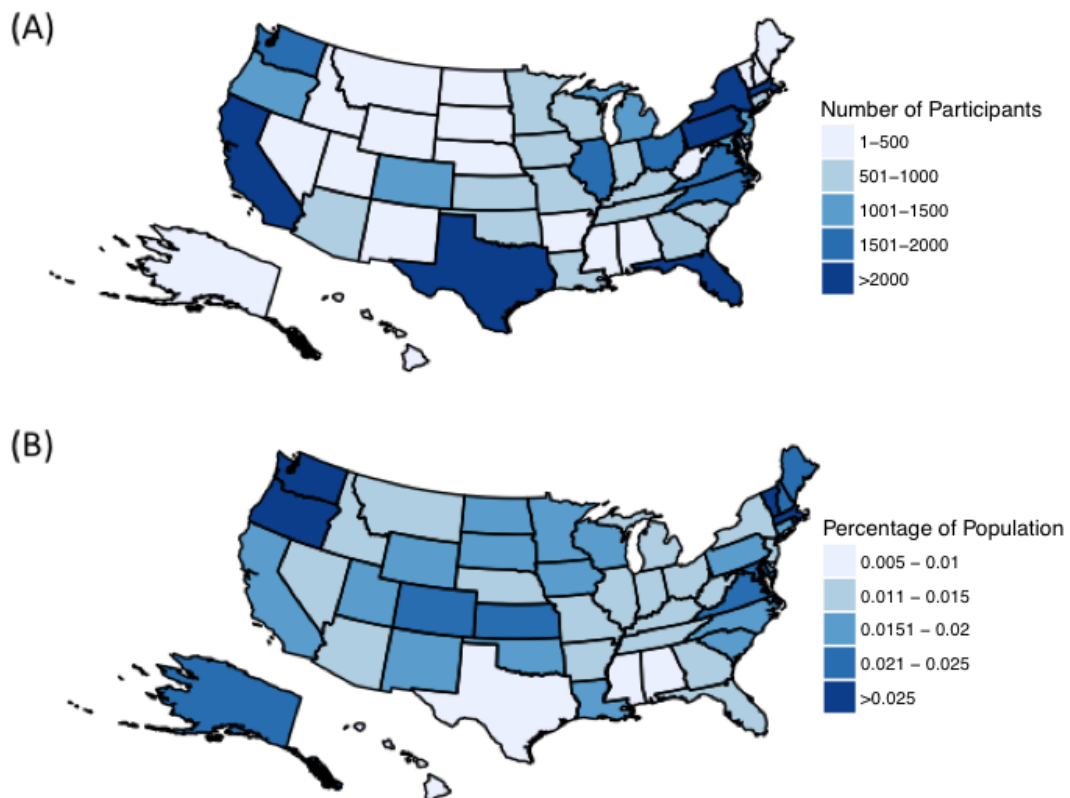 (A)
Number of Participants
1–500
501–1000
1001–1500
1501–2000
>2000
(B)
Percentage of Population
0.005 – 0.01
0.011 – 0.015
0.0151 – 0.02
0.021 – 0.025
>0.025